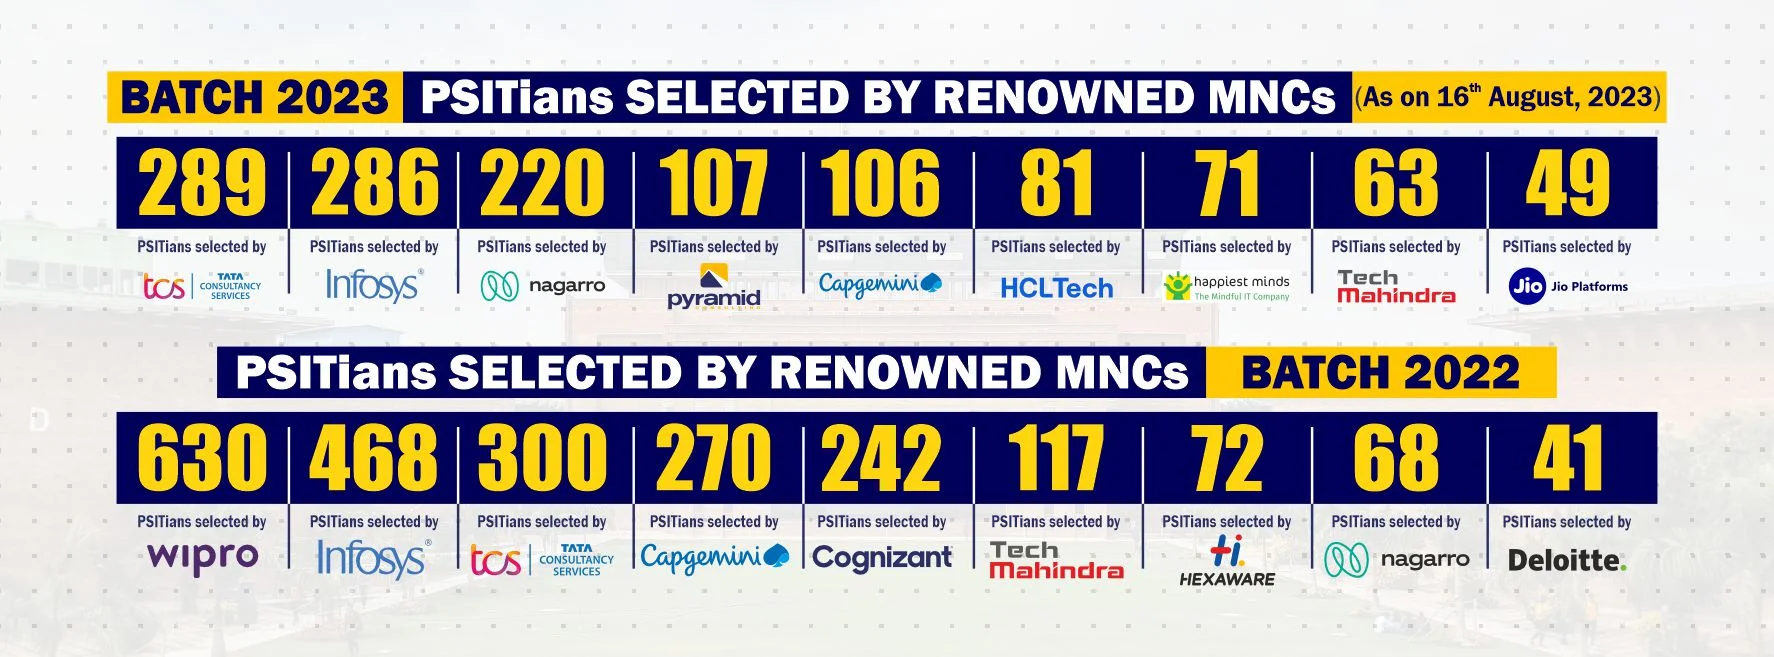 BATCH 2023 PSITians SELECTED BY RENOWNED MNCs (As on 16th August, 2023)
289 286 220 107 106 81 71 63 49
PSITians selected by PSITians selected by PSITians selected by PSITians selected by PSITians selected by PSITians selected by PSITians selected by PSITians selected by PSITians selected by
tcs TATA CONSULTANCY SERVICES Infosys® nagarro pyramid CONSULTING Capgemini HCLTech happiest minds The Mindful IT Company Tech Mahindra Jio Jio Platforms
PSITians SELECTED BY RENOWNED MNCs BATCH 2022
630 468 300 270 242 117 72 68 41
PSITians selected by PSITians selected by PSITians selected by PSITians selected by PSITians selected by PSITians selected by PSITians selected by PSITians selected by PSITians selected by
wipro Infosys® tcs TATA CONSULTANCY SERVICES Capgemini Cognizant Tech Mahindra Hi. HEXAWARE nagarro Deloitte.